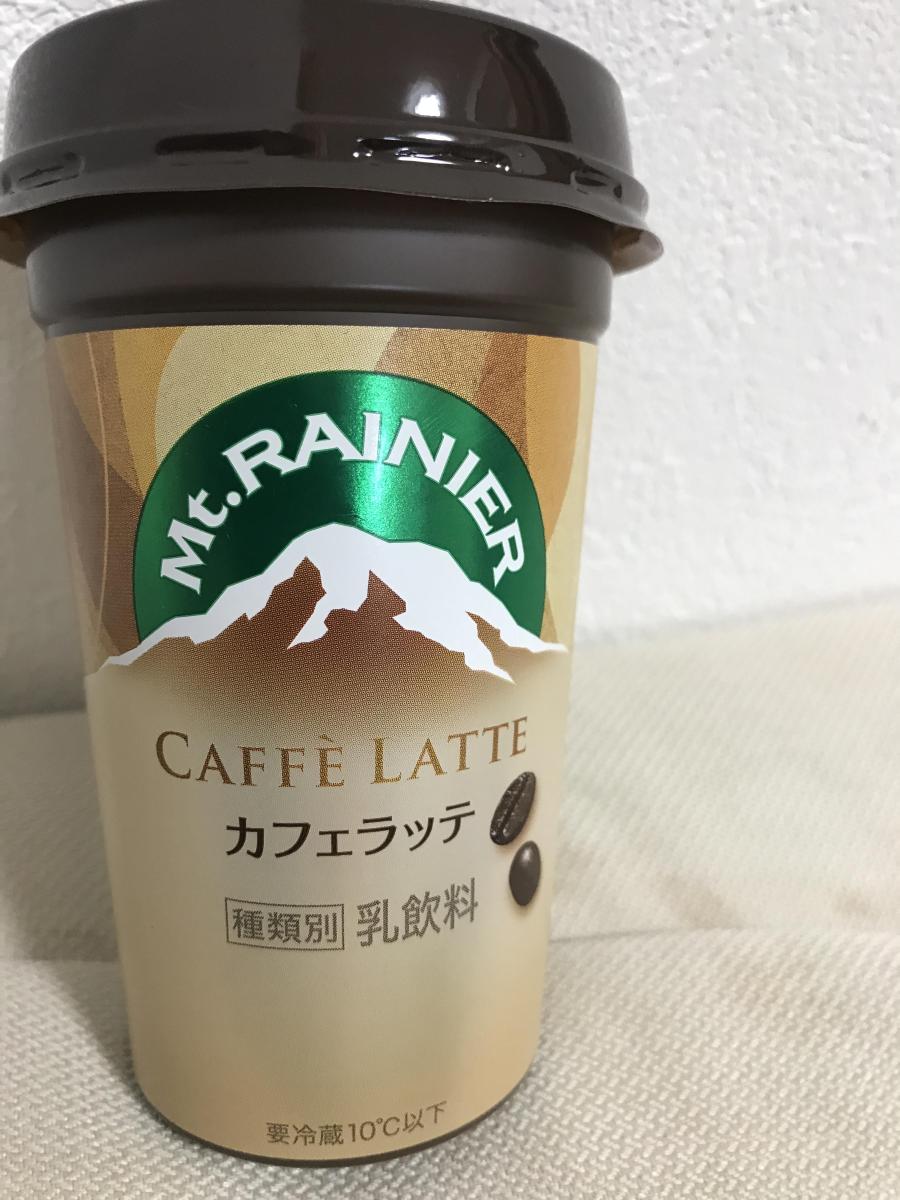 Mt. RAINIER
CAFFÈ LATTE
カフェラッテ
種類別 乳飲料
要冷蔵10℃以下